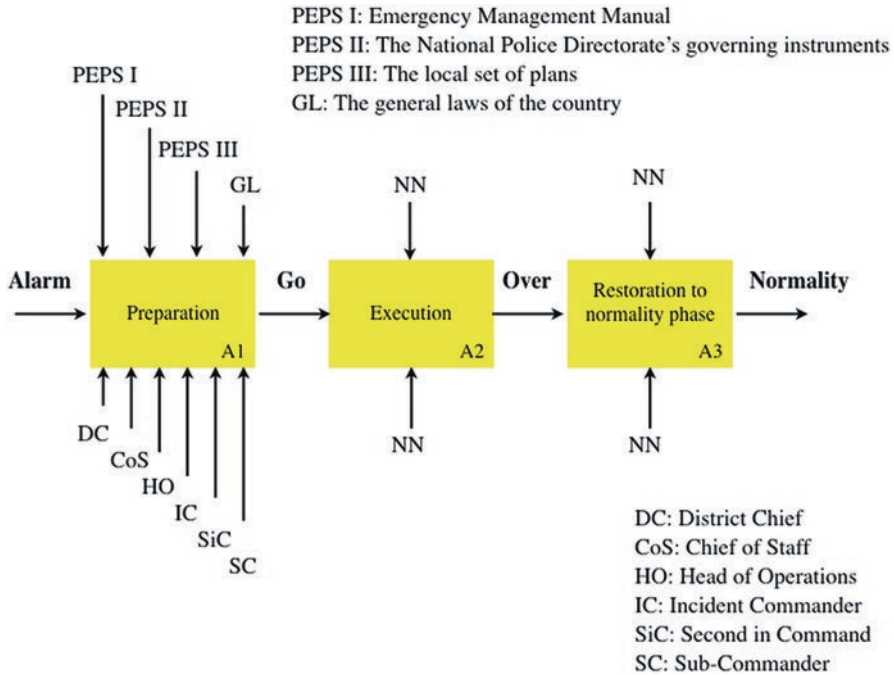 PEPS I: Emergency Management Manual
PEPS II: The National Police Directorate's governing instruments
PEPS III: The local set of plans
GL: The general laws of the country
PEPS I
PEPS II
PEPS III
GL
NN
NN
Alarm
Preparation
A1
Go
Execution
A2
Over
Restoration to
normality phase
A3
Normality
DC
CoS
HO
IC
SiC
SC
NN
NN
DC: District Chief
CoS: Chief of Staff
HO: Head of Operations
IC: Incident Commander
SiC: Second in Command
SC: Sub-Commander